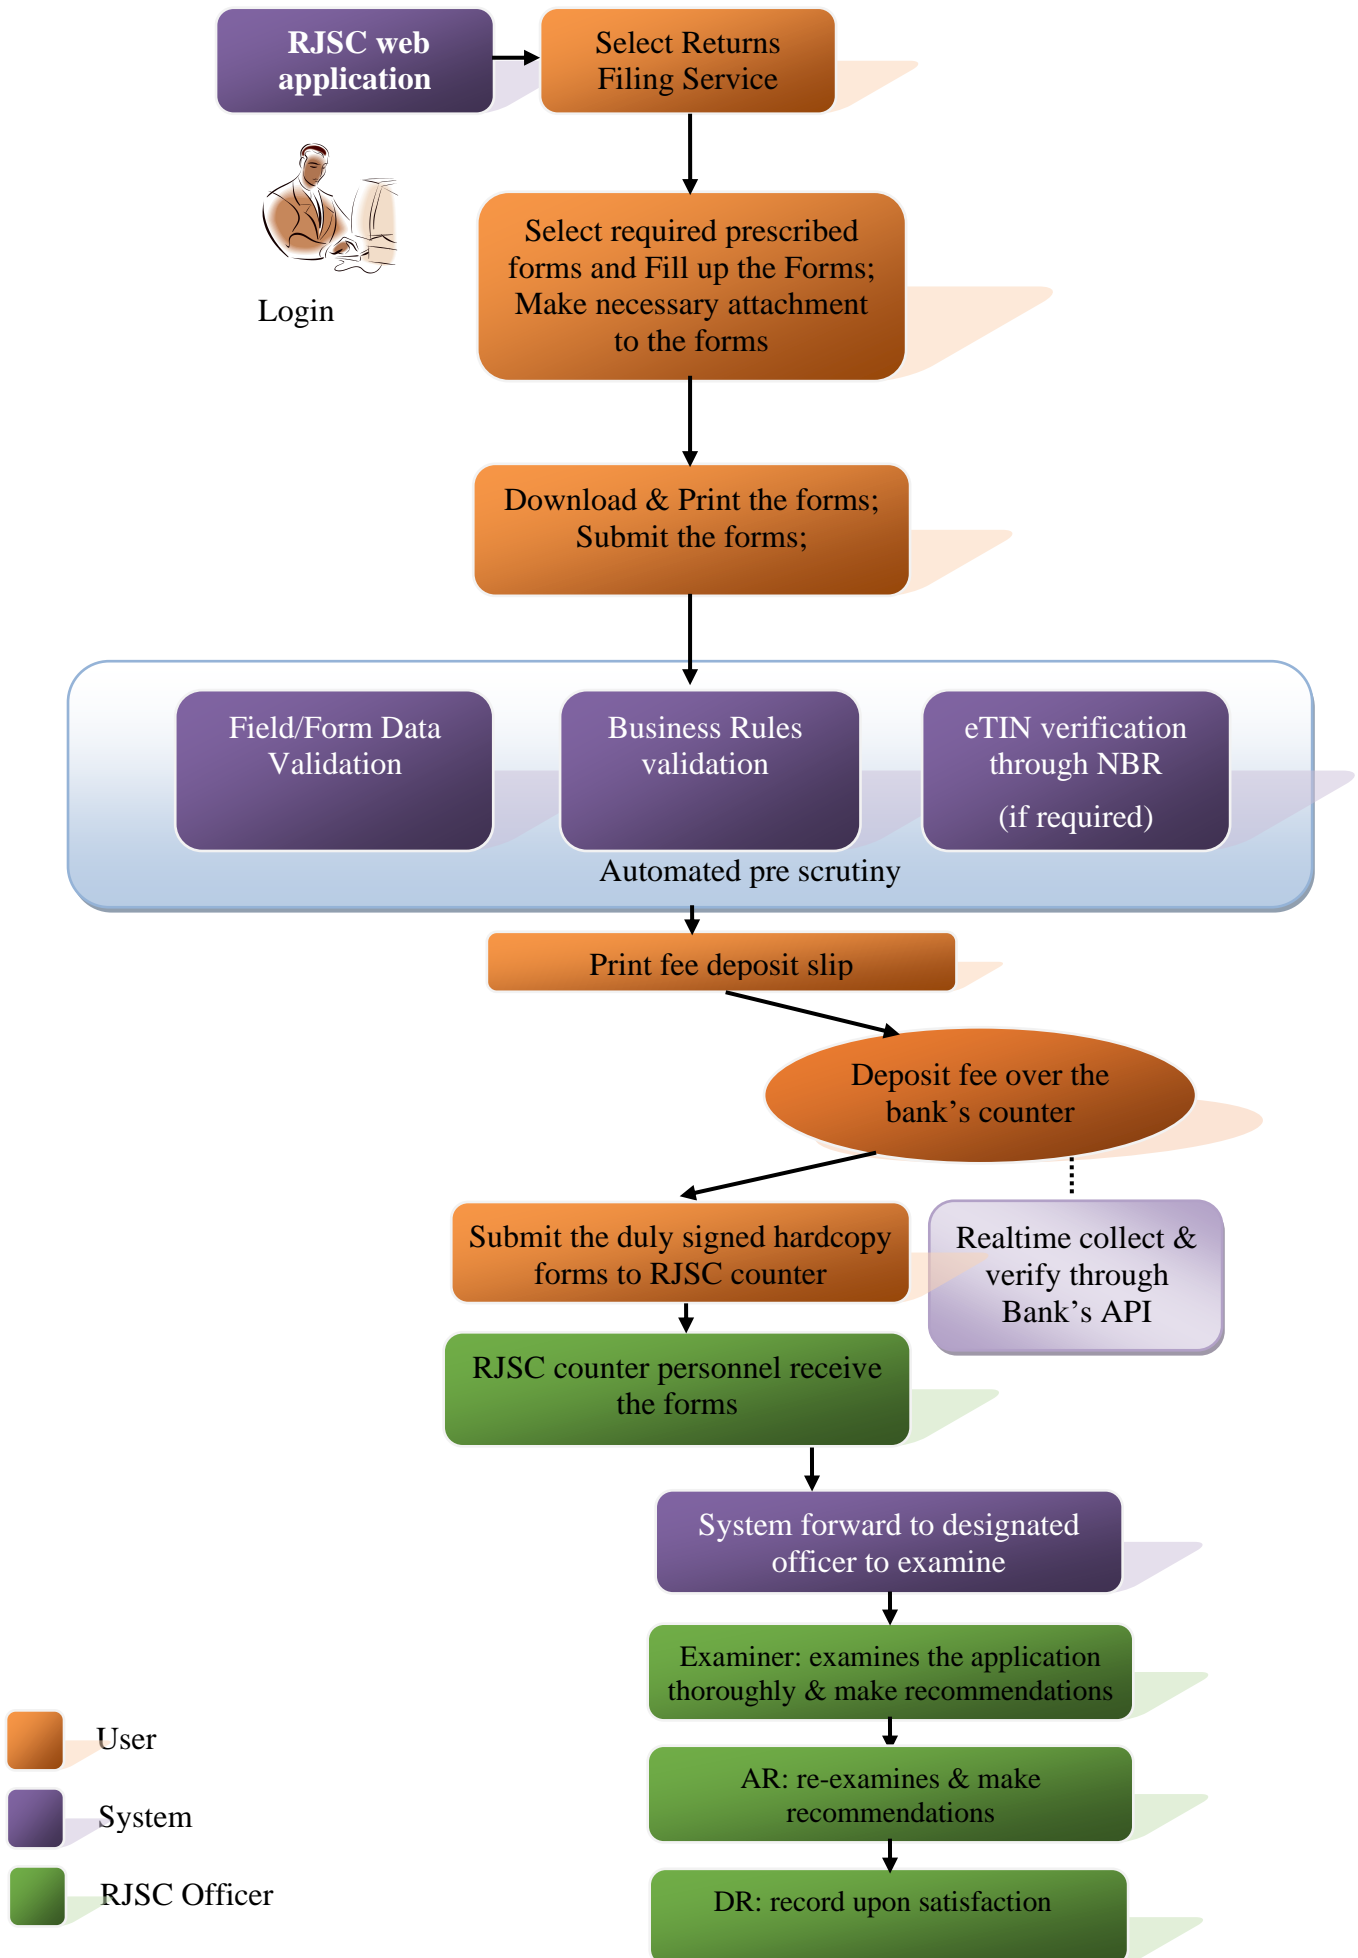 RJSC web
application
Select Returns
Filing Service
Login
Select required prescribed
forms and Fill up the Forms;
Make necessary attachment
to the forms
Download & Print the forms;
Submit the forms;
Field/Form Data
Validation
Business Rules
validation
eTIN verification
through NBR
(if required)
Automated pre scrutiny
Print fee deposit slip
Deposit fee over the
bank’s counter
Submit the duly signed hardcopy
forms to RJSC counter
Realtime collect &
verify through
Bank’s API
RJSC counter personnel receive
the forms
System forward to designated
officer to examine
Examiner: examines the application
thoroughly & make recommendations
AR: re-examines & make
recommendations
DR: record upon satisfaction
User
System
RJSC Officer